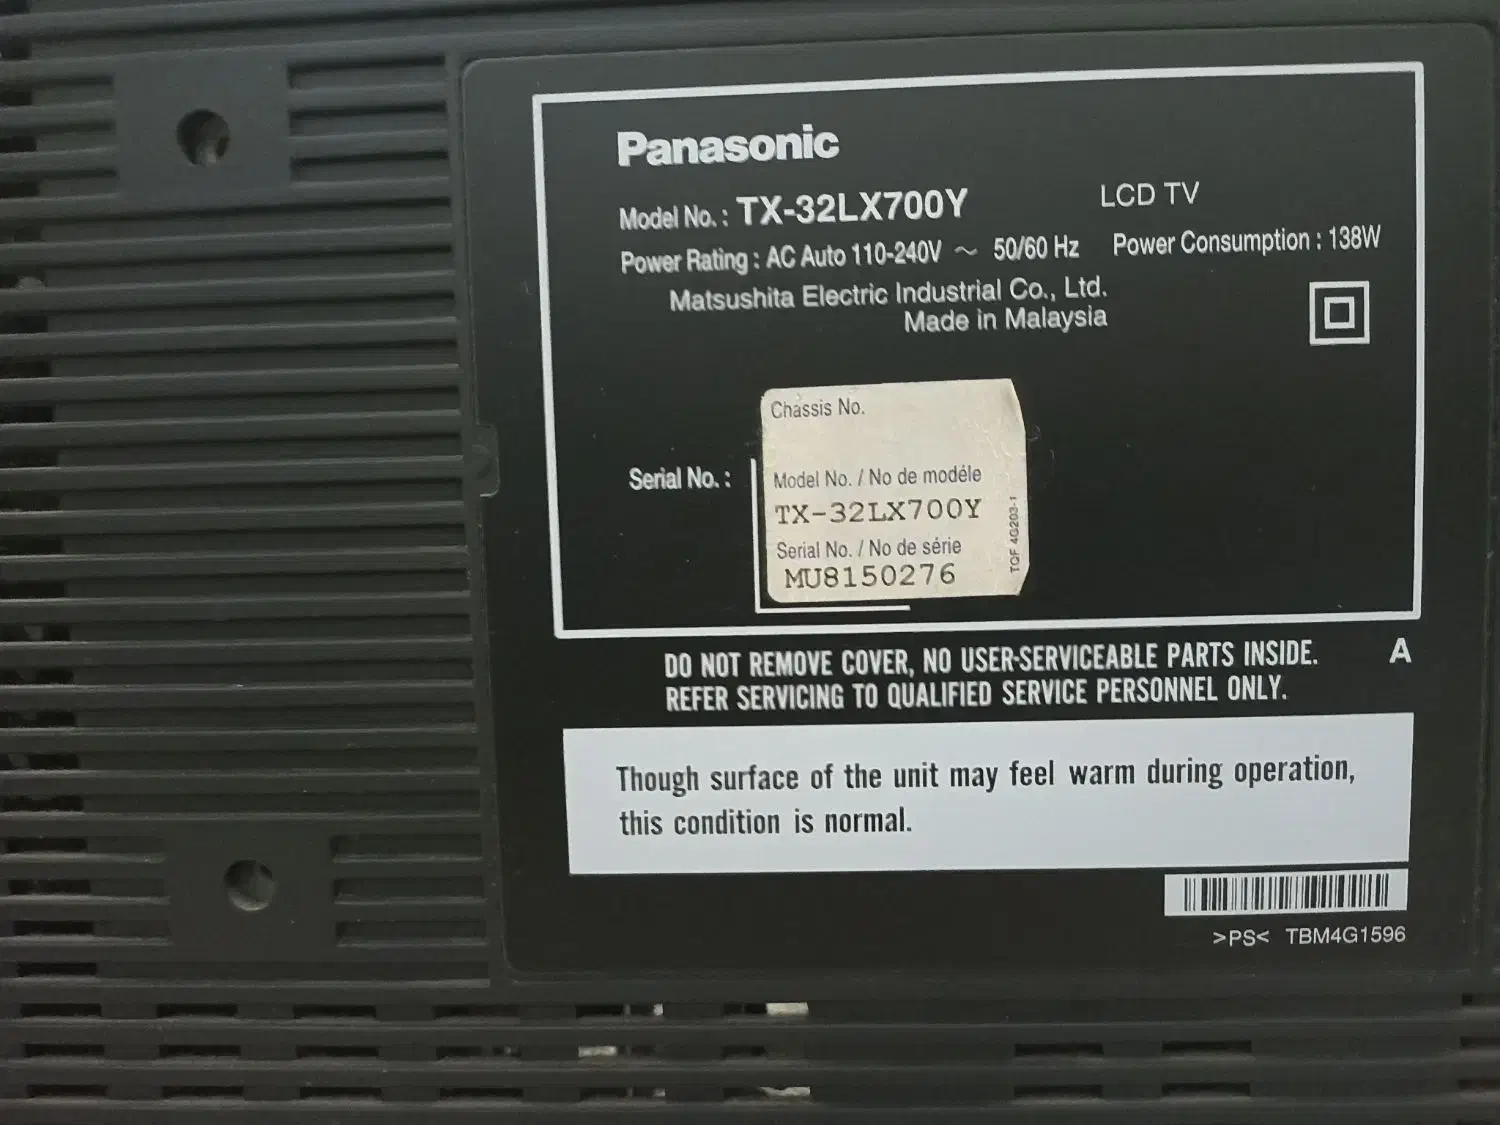 Panasonic
Model No. : TX-32LX700Y LCD TV
Power Rating : AC Auto 110-240V ～ 50/60 Hz Power Consumption : 138W
Matsushita Electric Industrial Co., Ltd.
Made in Malaysia
Chassis No.
Serial No. :
Model No. / No de modéle
TX-32LX700Y
Serial No. / No de série
MU8150276
TQF 4G203-1
DO NOT REMOVE COVER, NO USER-SERVICEABLE PARTS INSIDE. A
REFER SERVICING TO QUALIFIED SERVICE PERSONNEL ONLY.
Though surface of the unit may feel warm during operation,
this condition is normal.
>PS< TBM4G1596